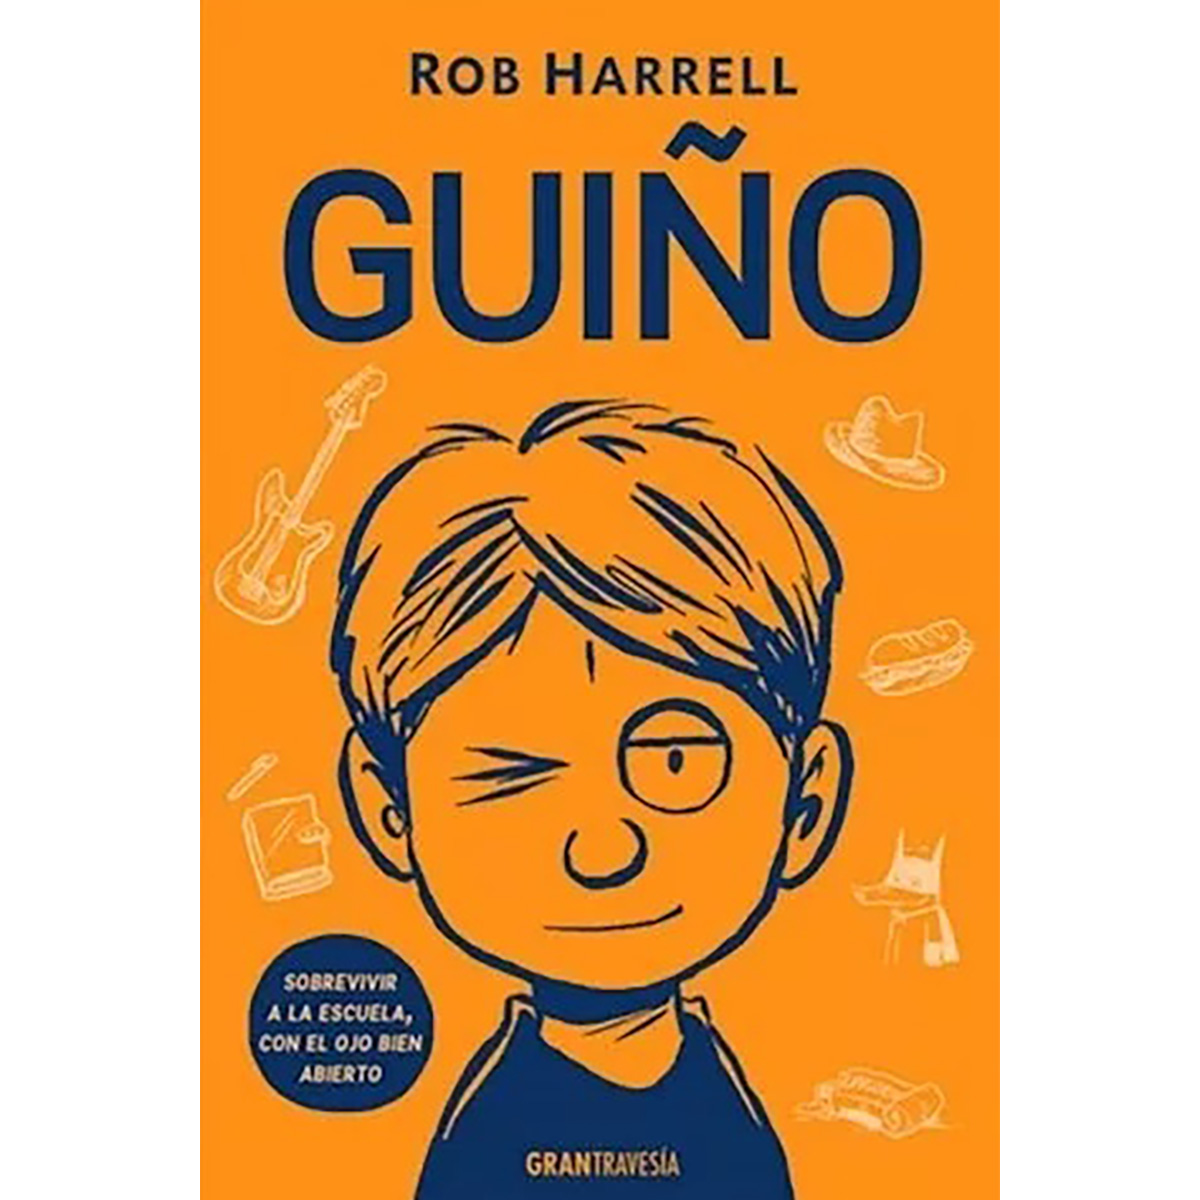 ROB HARRELL
GUIÑO
SOBREVIVIR
A LA ESCUELA,
CON EL OJO BIEN
ABIERTO
GRANTRAVESÍA